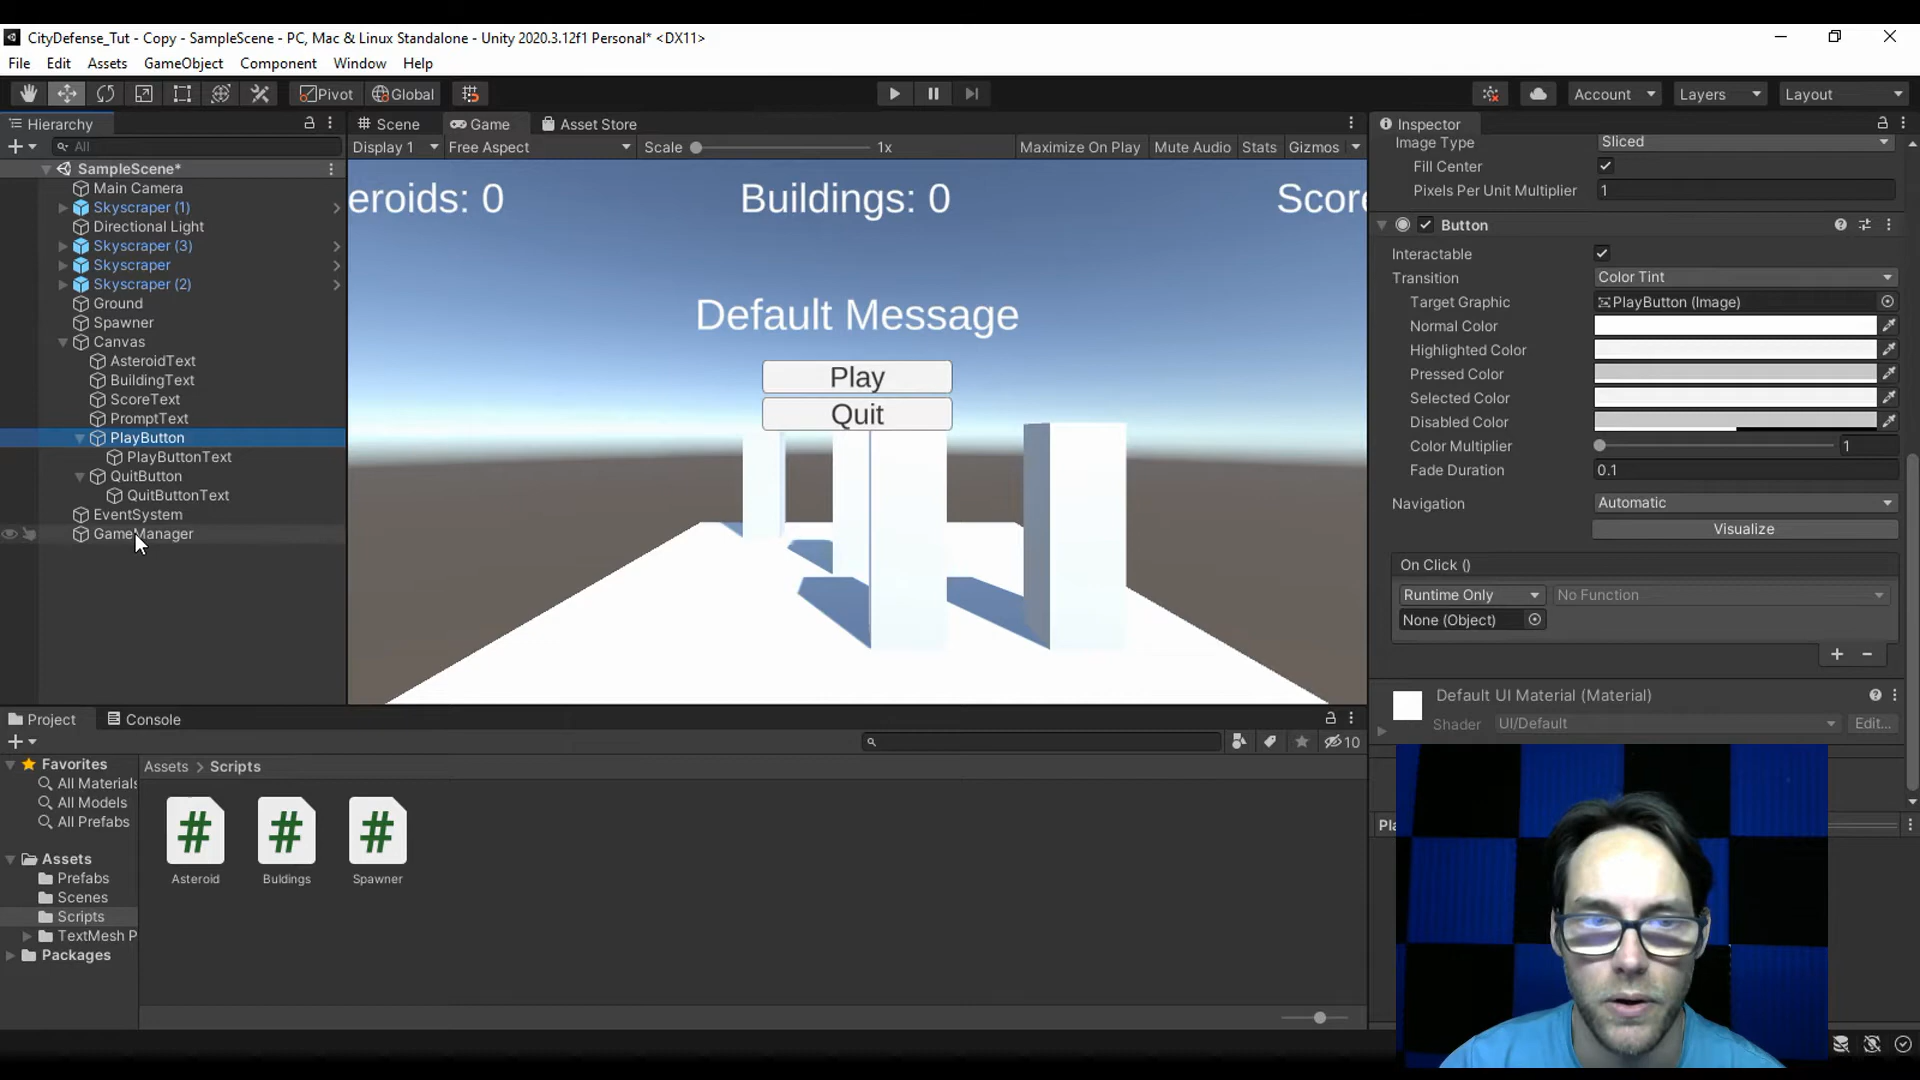 CityDefense_Tut - Copy - SampleScene - PC, Mac & Linux Standalone - Unity 2020.3.12f1 Personal* <DX11>
File Edit Assets GameObject Component Window Help
Pivot Global Account Layers Layout
Hierarchy
All
SampleScene*
Main Camera
Skyscraper (1)
Directional Light
Skyscraper (3)
Skyscraper
Skyscraper (2)
Ground
Spawner
Canvas
AsteroidText
BuildingText
ScoreText
PromptText
PlayButton
PlayButtonText
QuitButton
QuitButtonText
EventSystem
GameManager
Scene Game Asset Store
Display 1 Free Aspect Scale 1x Maximize On Play Mute Audio Stats Gizmos
eroids: 0 Buildings: 0 Score
Default Message
Play
Quit
Inspector
Image Type Sliced
Fill Center
Pixels Per Unit Multiplier 1
Button
Interactable
Transition Color Tint
Target Graphic PlayButton (Image)
Normal Color
Highlighted Color
Pressed Color
Selected Color
Disabled Color
Color Multiplier 1
Fade Duration 0.1
Navigation Automatic
Visualize
On Click ()
Runtime Only No Function
None (Object)
Default UI Material (Material)
Shader UI/Default Edit...
Pla
Project Console
10
Favorites
All Materials
All Models
All Prefabs
Assets
Prefabs
Scenes
Scripts
TextMesh P
Packages
Assets > Scripts
Asteroid Buldings Spawner